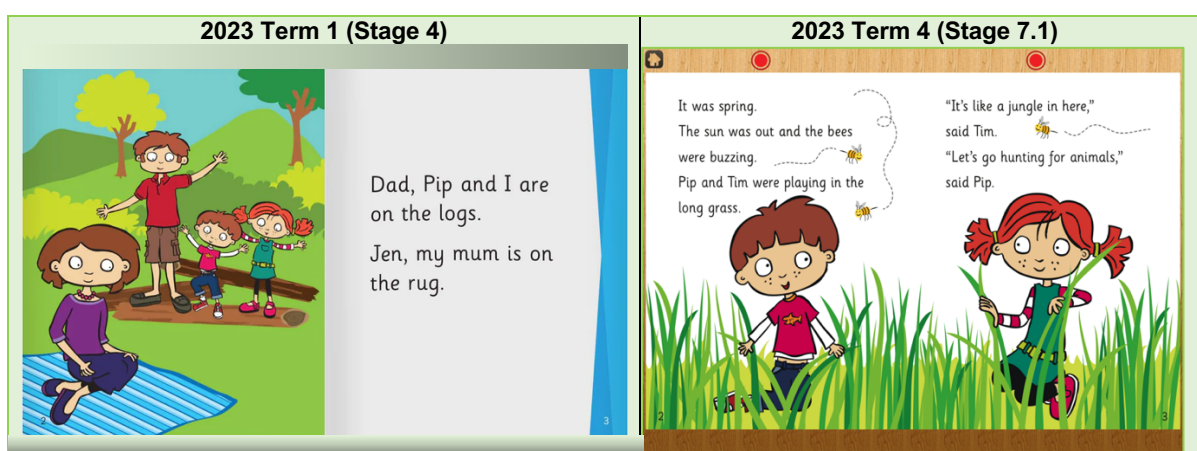 2023 Term 1 (Stage 4)
Dad, Pip and I are
on the logs.
Jen, my mum is on
the rug.
2
3
2023 Term 4 (Stage 7.1)
It was spring.
The sun was out and the bees
were buzzing.
Pip and Tim were playing in the
long grass.
"It's like a jungle in here,"
said Tim.
"Let's go hunting for animals,"
said Pip.
2
3